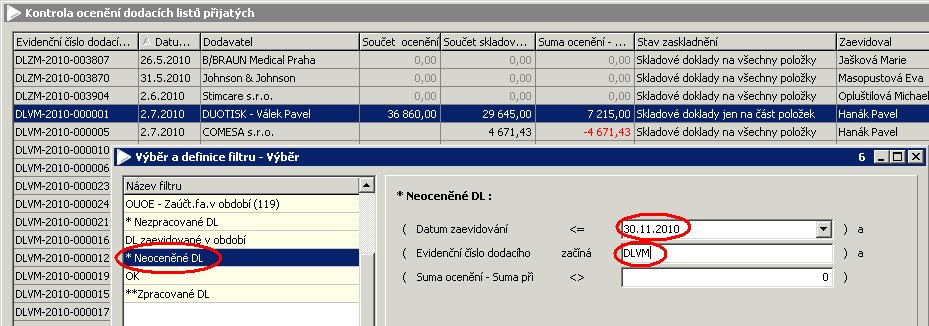 Kontrola ocenění dodacích listů přijatých
Evidenční číslo dodací... Datu... Dodavatel Součet ocenění Součet skladov... Suma ocenění - ... Stav zaskladnění Zaevidoval
DLZM-2010-003807 26.5.2010 B/BRAUN Medical Praha 0,00 0,00 0,00 Skladové doklady na všechny položky Jašková Marie
DLZM-2010-003870 31.5.2010 Johnson & Johnson 0,00 0,00 0,00 Skladové doklady na všechny položky Masopustová Eva
DLZM-2010-003904 2.6.2010 Stimcare s.r.o. 0,00 0,00 0,00 Skladové doklady na všechny položky Opluštilová Michael
DLVM-2010-000001 2.7.2010 DUOTISK - Válek Pavel 36 860,00 29 645,00 7 215,00 Skladové doklady jen na část položek Hanák Pavel
DLVM-2010-000005 2.7.2010 COMESA s.r.o. 4 671,43 -4 671,43 Skladové doklady na všechny položky Hanák Pavel
DLVM-2010-000010
DLVM-2010-000006
DLVM-2010-000023
DLVM-2010-000024
DLVM-2010-000021
DLVM-2010-000016
DLVM-2010-000012
DLVM-2010-000013
DLVM-2010-000015
DLVM-2010-000017
Výběr a definice filtru - Výběr 6
Název filtru
OUOE - Zaúčt.fa.v období (119)
* Nezpracované DL
DL zaevidované v období
* Neoceněné DL
OK
**Zpracované DL
* Neoceněné DL :
( Datum zaevidování <= 30.11.2010 ) a
( Evidenční číslo dodacího začíná DLVM ) a
( Suma ocenění - Suma při <> 0 )